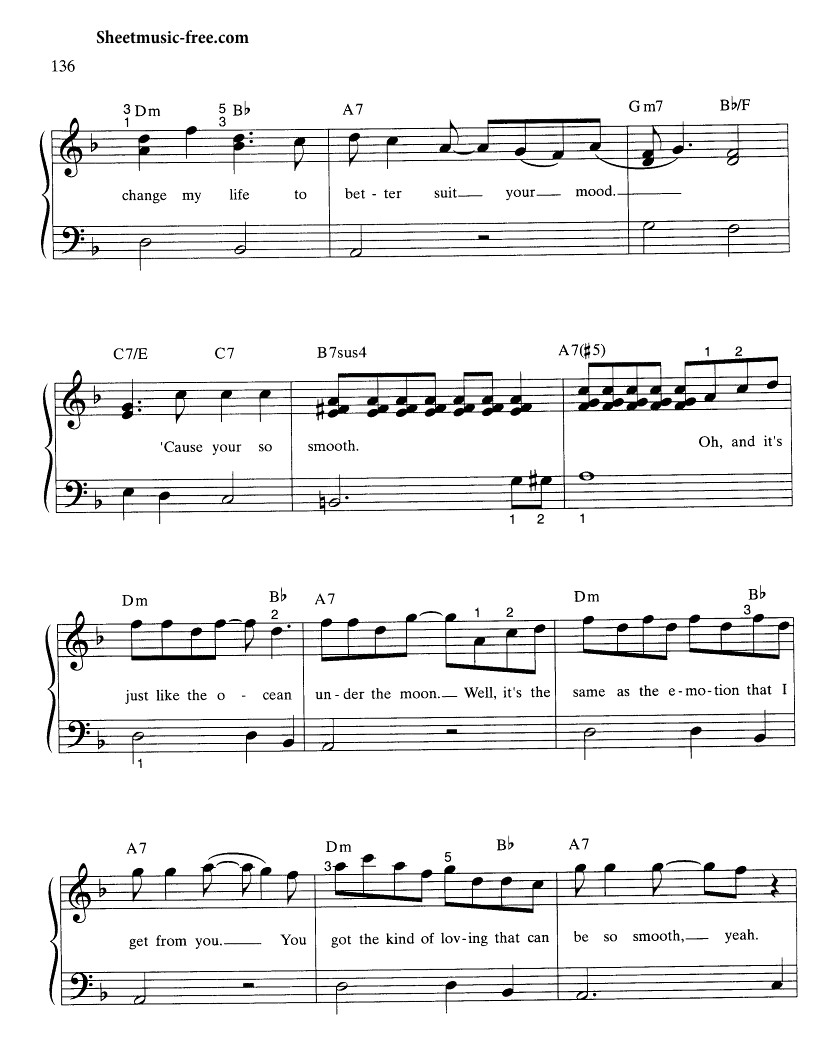 Sheetmusic-free.com
136
3 1 Dm 5 3 B♭ A7 Gm7 B♭/F
change my life to bet - ter suit your mood.
C7/E C7 B7sus4 A7(♯5) 1 2
'Cause your so smooth. Oh, and it's
1 2 1
Dm B♭ 2 A7 1 2 Dm B♭ 3
just like the o - cean un - der the moon. Well, it's the same as the e - mo - tion that I
1
A7 Dm 3 5 B♭ A7
get from you. You got the kind of lov - ing that can be so smooth, yeah.